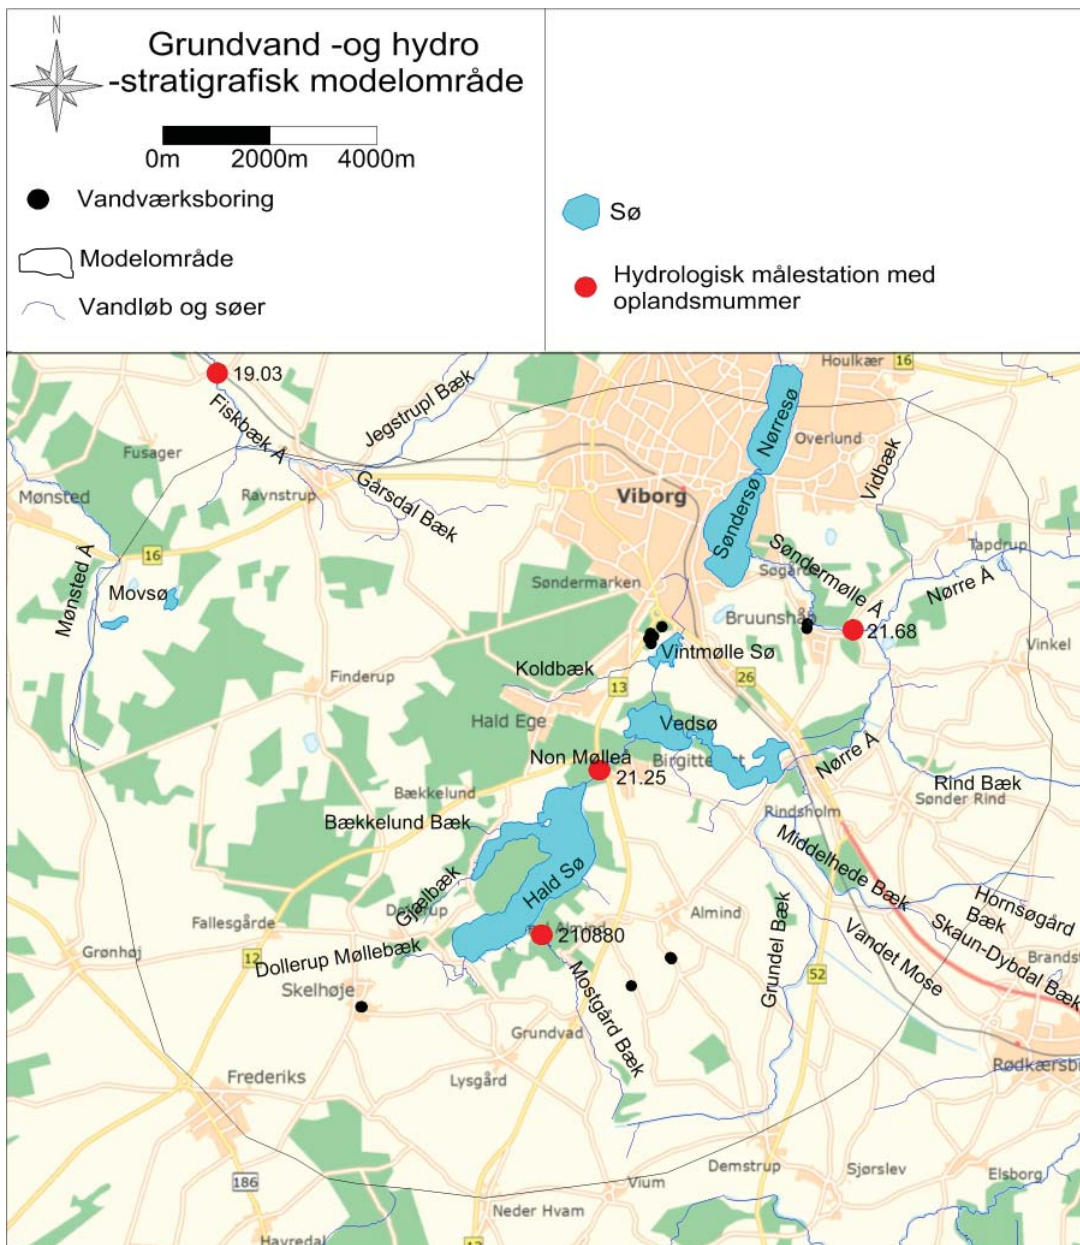 N
Grundvand -og hydro
-stratigrafisk modelområde
0m 2000m 4000m
Vandværksboring
Modelområde
Vandløb og søer
Sø
Hydrologisk målestation med
oplandsmummer
Houlkær
16
19.03
Jegstrupl Bæk
Fiskbæk Å
Nørresø
Overlund
Fusager
Vidbæk
Mønsted
Ravnstrup
Gårsdal Bæk
Viborg
Søndersø
16
Søndermølle Å
Tapdrup
Mønsted Å
Movsø
Søndermarken
Nørre Å
Bruunshåb
21.68
Vinkel
Koldbæk
Vintmølle Sø
Finderup
13
26
Hald Ege
Vedsø
Non Mølleå
Nørre Å
21.25
Rind Bæk
Bækkelund
Sønder Rind
Rindsholm
Bækkelund Bæk
Middelhede Bæk
Hald Sø
Gjælbæk
Hornsøgård
Bæk
Fallesgårde
Almind
Grundel Bæk
Skaun-Dybdal Bæk
210880
Almind
Grønhøj
12
Dollerup Møllebæk
Vandet Mose
Skelhøje
Mostgård Bæk
52
Grundvad
Frederiks
Lysgård
Demstrup
Sjørslev
Elsborg
186
Vium
Neder Hvam
Havredal
13